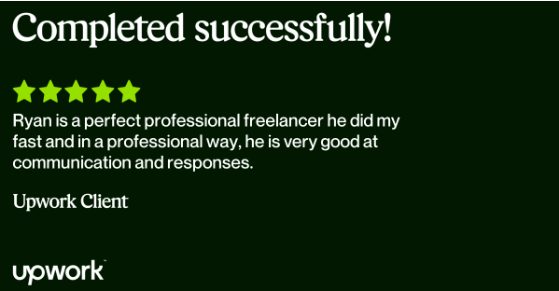 Completed successfully!
Ryan is a perfect professional freelancer he did my
fast and in a professional way, he is very good at
communication and responses.
Upwork Client
upwork